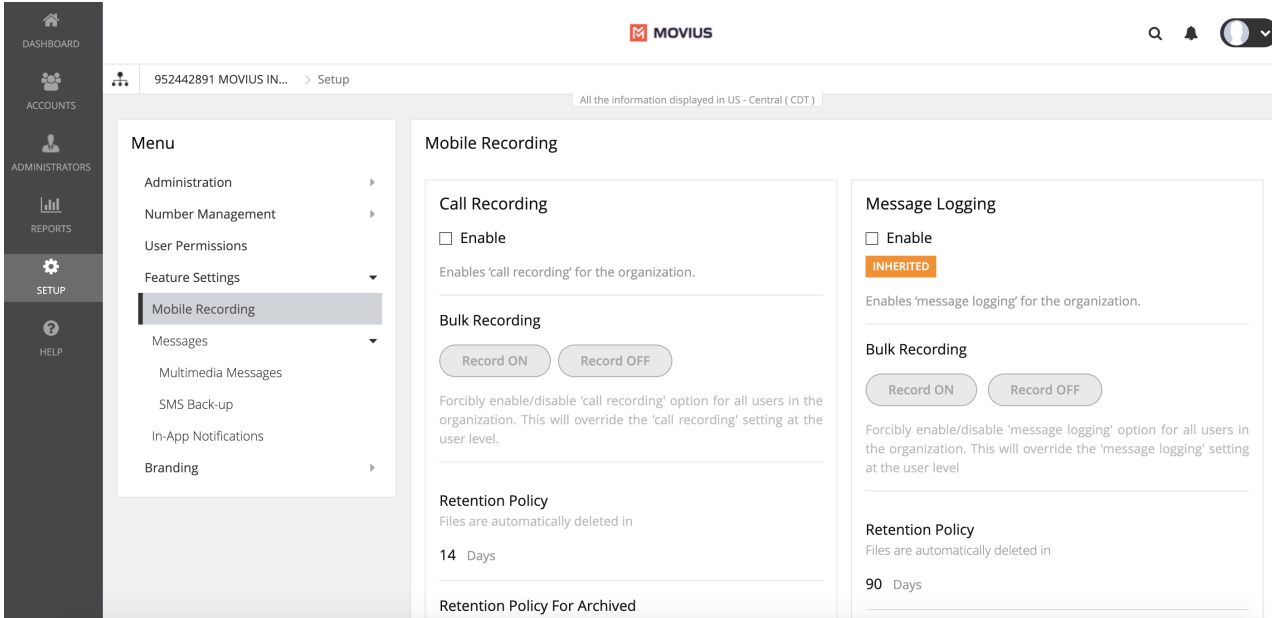 DASHBOARD
ACCOUNTS
ADMINISTRATORS
REPORTS
SETUP
HELP
MOVIUS
952442891 MOVIUS IN... > Setup
All the information displayed in US - Central ( CDT )
Menu
Administration
Number Management
User Permissions
Feature Settings
Mobile Recording
Messages
Multimedia Messages
SMS Back-up
In-App Notifications
Branding
Mobile Recording
Call Recording
Enable
Enables 'call recording' for the organization.
Bulk Recording
Record ON Record OFF
Forcibly enable/disable 'call recording' option for all users in the
organization. This will override the 'call recording' setting at the
user level.
Retention Policy
Files are automatically deleted in
14 Days
Retention Policy For Archived
Message Logging
Enable
INHERITED
Enables 'message logging' for the organization.
Bulk Recording
Record ON Record OFF
Forcibly enable/disable 'message logging' option for all users in
the organization. This will override the 'message logging' setting
at the user level
Retention Policy
Files are automatically deleted in
90 Days